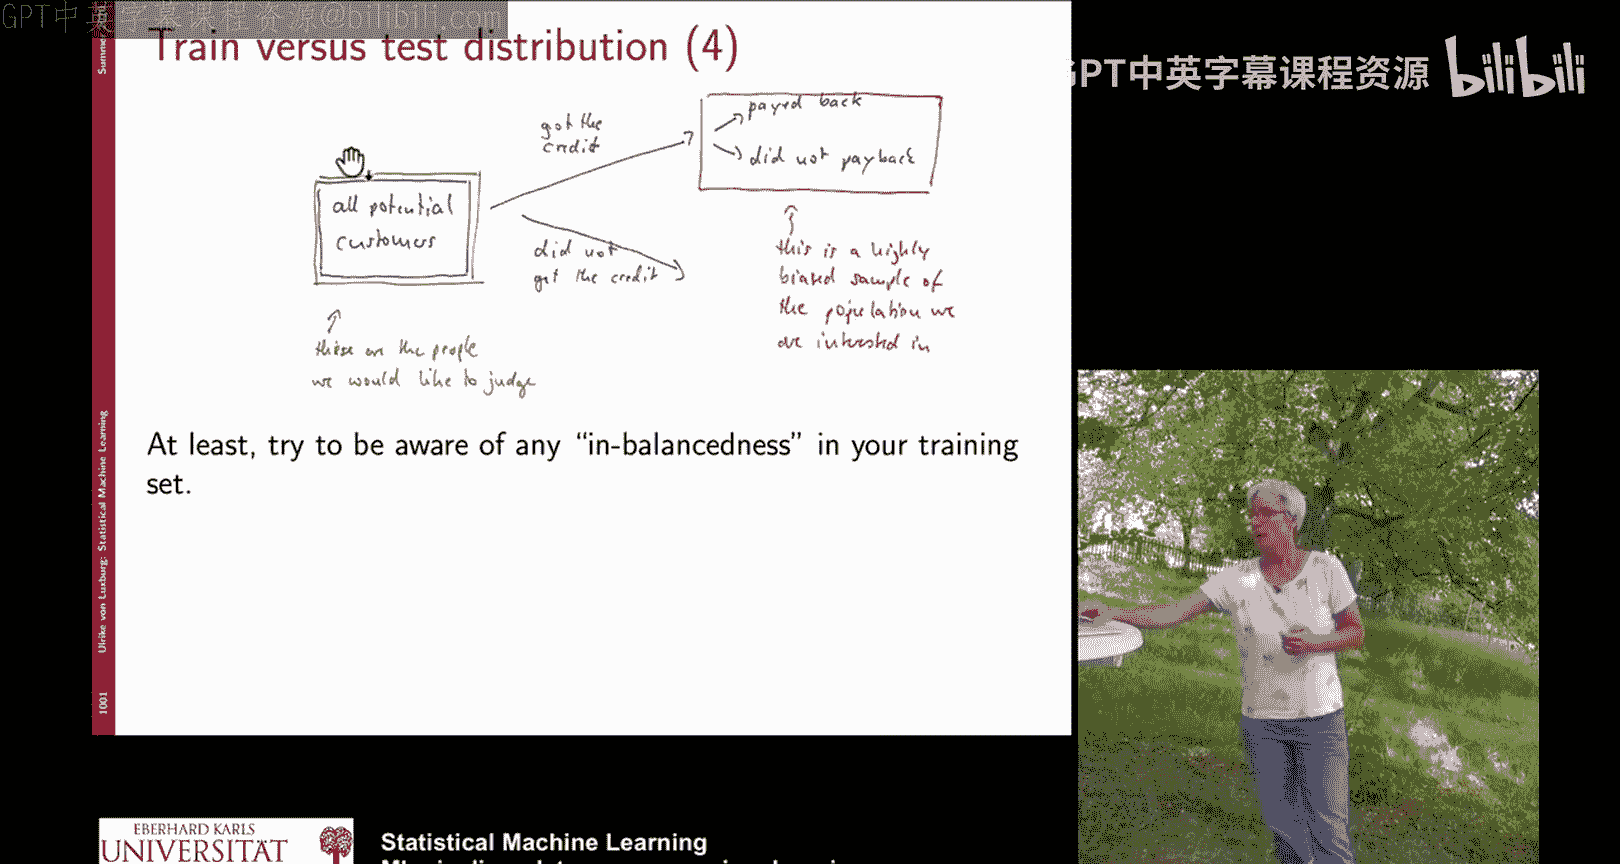 GPT中英字幕课程资源@bilibili.com
GPT中英字幕课程资源 bilibili
Train versus test distribution (4)
got the
credit
payed back
did not payback
all potential
customers
did not
get the credit
this is a highly
biased sample of
the population we
are interested in
these are the people
we would like to judge
At least, try to be aware of any “in-balancedness” in your training
set.
Summer
Ulrike von Luxburg: Statistical Machine Learning
1001
EBERHARD KARLS
UNIVERSITÄT
Statistical Machine Learning